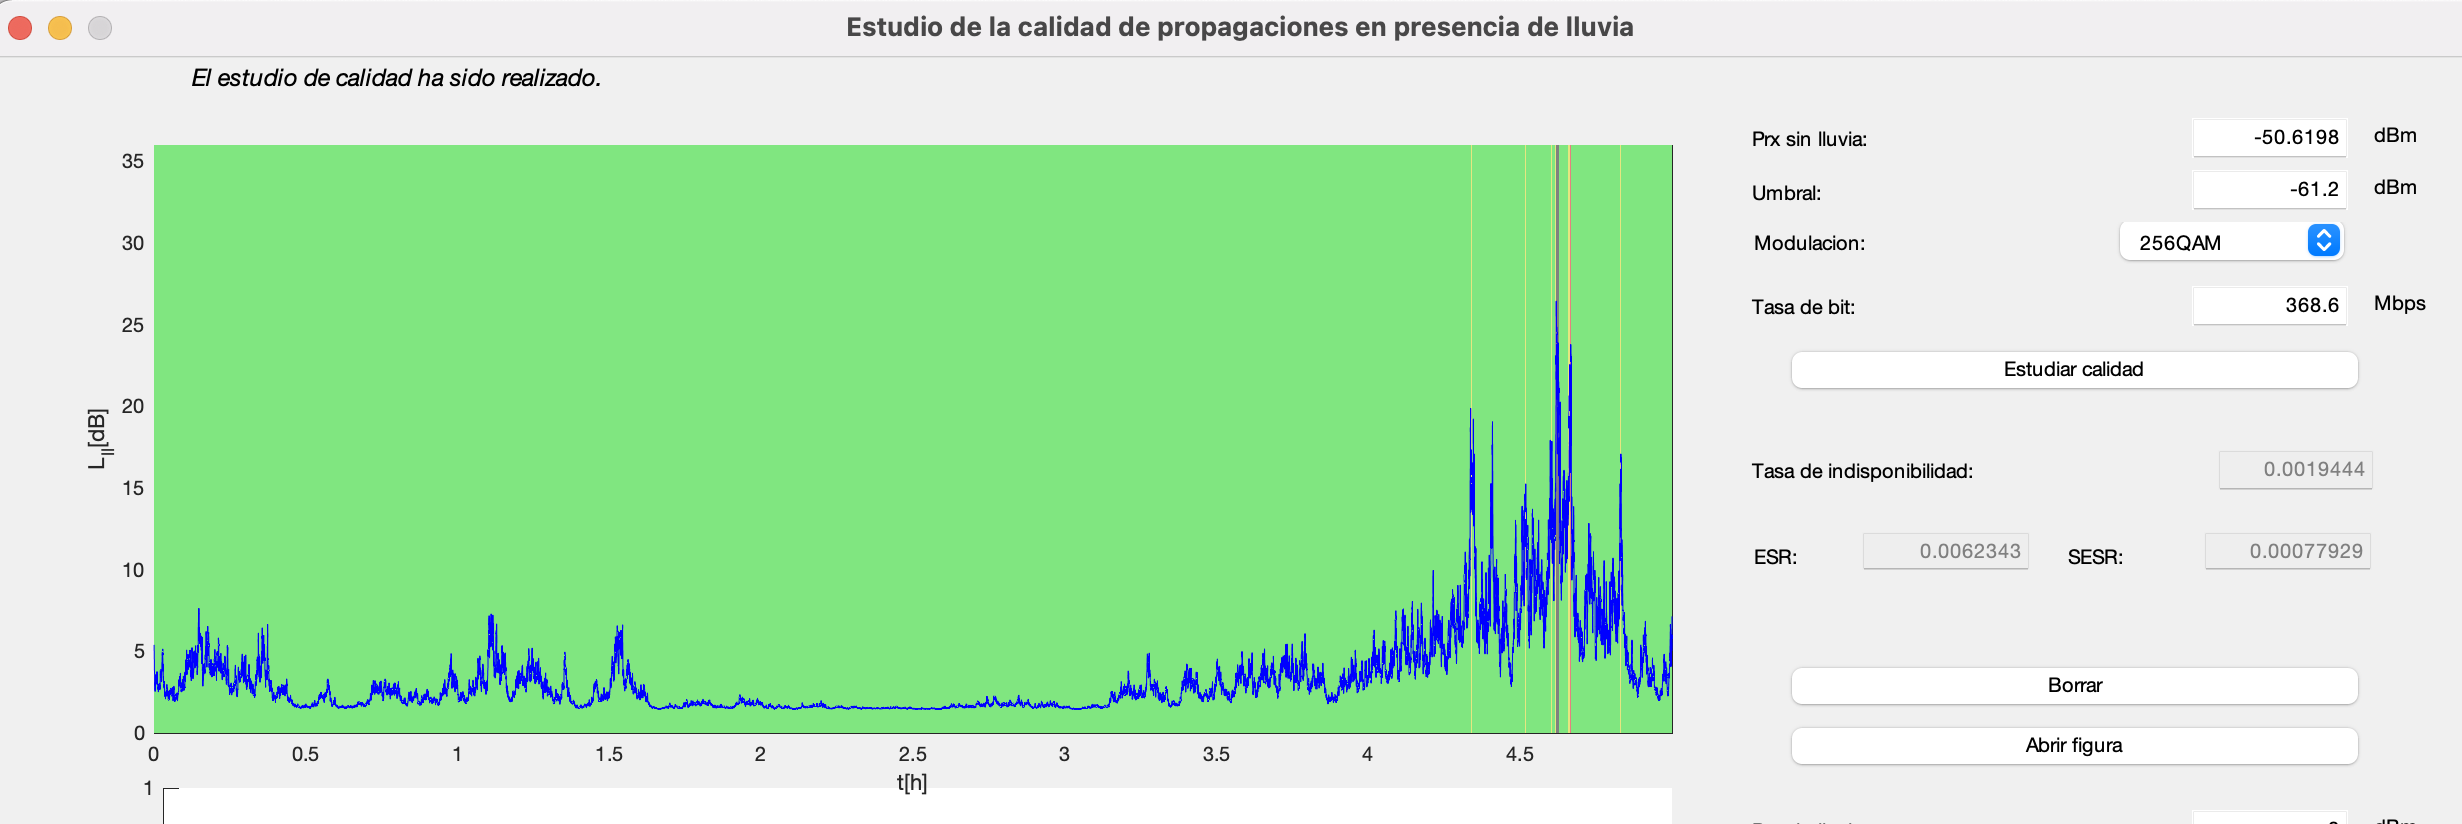 Estudio de la calidad de propagaciones en presencia de lluvia
El estudio de calidad ha sido realizado.
35
30
25
20
15
10
5
0
L||[dB]
0 0.5 1 1.5 2 2.5 3 3.5 4 4.5
t[h]
1
Prx sin lluvia: -50.6198 dBm
Umbral: -61.2 dBm
Modulacion: 256QAM
Tasa de bit: 368.6 Mbps
Estudiar calidad
Tasa de indisponibilidad: 0.0019444
ESR: 0.0062343 SESR: 0.00077929
Borrar
Abrir figura